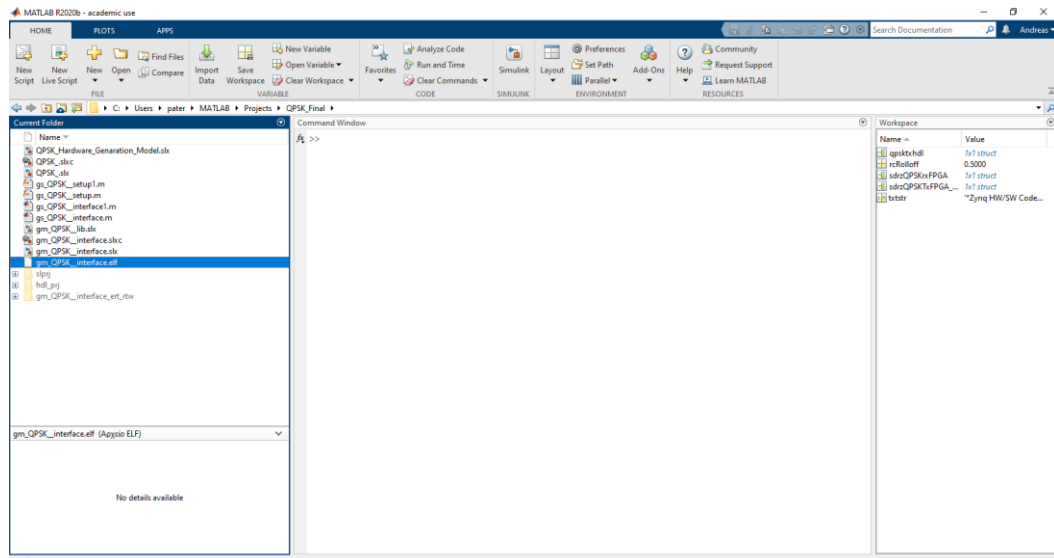 MATLAB R2020b - academic use
HOME PLOTS APPS
Search Documentation
Andreas
New Script
New Live Script
New
Open
Find Files
Compare
Import Data
Save Workspace
New Variable
Open Variable
Clear Workspace
Favorites
Analyze Code
Run and Time
Clear Commands
Simulink
Layout
Preferences
Set Path
Parallel
Add-Ons
Help
Community
Request Support
Learn MATLAB
FILE VARIABLE CODE SIMULINK ENVIRONMENT RESOURCES
C: Users pater MATLAB Projects QPSK_Final
Current Folder
Name
QPSK_Hardware_Genaration_Model.slx
QPSK_.slxc
QPSK_.slx
gs_QPSK__setup1.m
gs_QPSK__setup.m
gs_QPSK__interface1.m
gs_QPSK__interface.m
gm_QPSK__lib.slx
gm_QPSK__interface.slxc
gm_QPSK__interface.slx
gm_QPSK__interface.elf
slprj
hdl_prj
gm_QPSK__interface_ert_rtw
gm_QPSK__interface.elf (Αρχείο ELF)
No details available
Command Window
fx >>
Workspace
Name Value
qpsktxhdl 1x1 struct
rcRolloff 0.5000
sdrzQPSKrxFPGA 1x1 struct
sdrzQPSKTxFPGA_... 1x1 struct
txtstr "Zynq HW/SW Code...